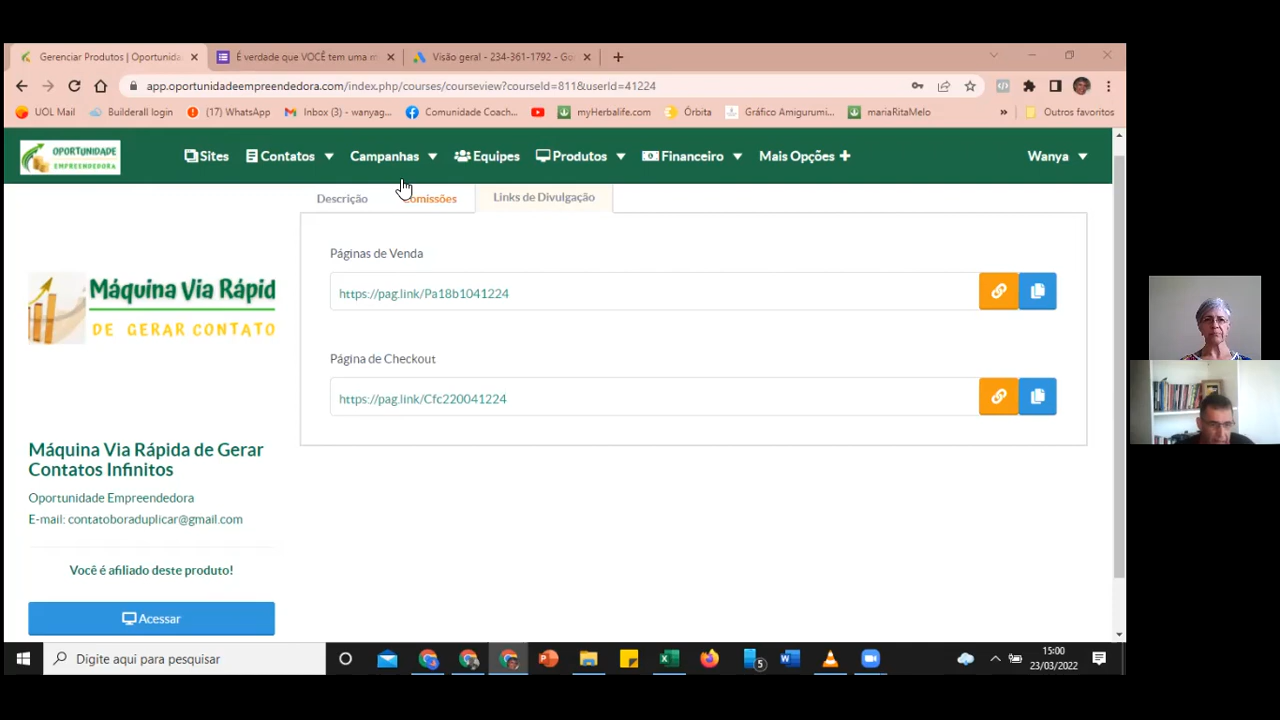 Gerenciar Produtos | Oportunida
É verdade que VOCÊ tem uma m
Visão geral - 234-361-1792 - Go
app.oportunidadeempreendedora.com/index.php/courses/courseview?courseId=811&userId=41224
UOL Mail
Builderall login
(17) WhatsApp
Inbox (3) - wanyag...
Comunidade Coach...
myHerbalife.com
Órbita
Gráfico Amigurumi...
mariaRitaMelo
»
Outros favoritos
OPORTUNIDADE
EMPREENDEDORA
Sites
Contatos
Campanhas
Equipes
Produtos
Financeiro
Mais Opções +
Wanya
Descrição
omissões
Links de Divulgação
Máquina Via Rápid
DE GERAR CONTATO
Páginas de Venda
https://pag.link/Pa18b1041224
Página de Checkout
https://pag.link/Cfc220041224
Máquina Via Rápida de Gerar
Contatos Infinitos
Oportunidade Empreendedora
E-mail: contatoboraduplicar@gmail.com
Você é afiliado deste produto!
Acessar
Digite aqui para pesquisar
5
15:00
23/03/2022